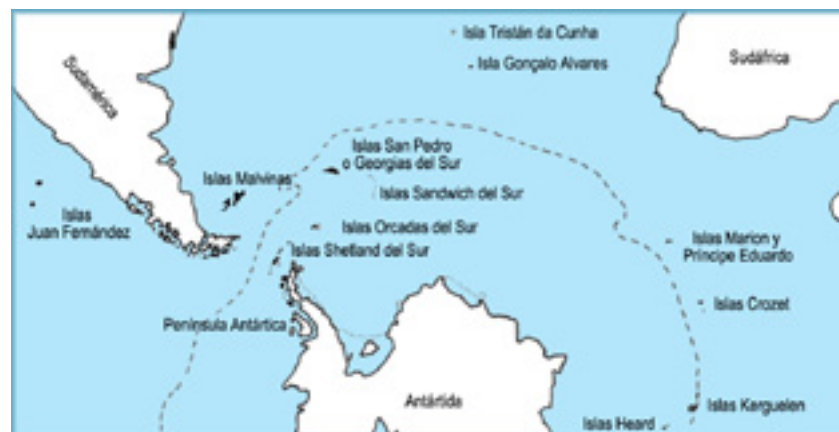 Isla Tristán da Cunha
Isla Gonçalo Alvares
Sudáfrica
Sudamérica
Islas San Pedro
o Georgias del Sur
Islas Malvinas
Islas Sandwich del Sur
Islas
Juan Fernández
Islas Orcadas del Sur
Islas Marion y
Príncipe Eduardo
Islas Shetland del Sur
Islas Crozet
Península Antártica
Antártida
Islas Kerguelen
Islas Heard